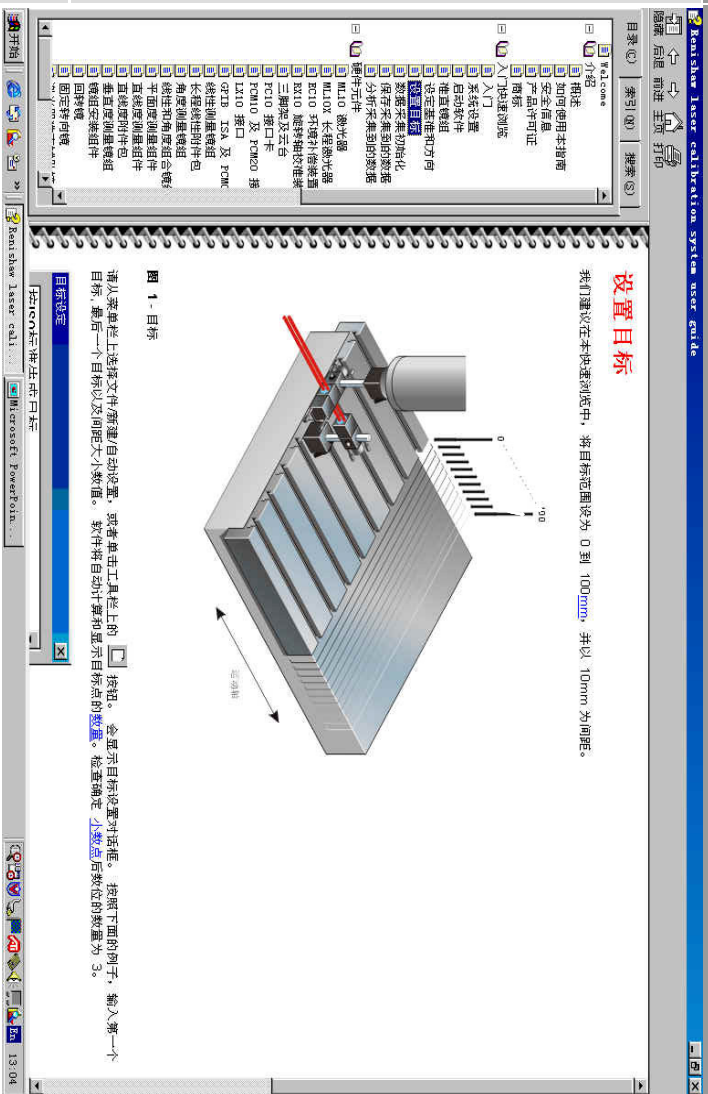 Renishaw laser calibration system user guide
隐藏 后退 前进 主页 打印
目录(C) 索引(N) 搜索(S)
Welcome
介绍
概述
如何使用本指南
安全信息
产品许可证
商标
入门快速浏览
入门
系统设置
启动软件
准直镜组
设定基准和方向
设置目标
数据采集初始化
保存采集到的数据
分析采集到的数据
硬件元件
ML10 激光器
ML10X 长程激光器
EC10 环境补偿装置
RX10 旋转轴校准装
三脚架及云台
PC10 接口卡
PCM10 及 PCM20 接
LX10 接口
GPIB ISA 及 PCMC
线性测量镜组
长程线性附件包
角度测量镜组
线性和角度组合镜
平面度测量组件
直线度测量组件
直线度附件包
垂直度测量镜组
镜组安装组件
回转镜
固定转向镜
设置目标
我们建议在本快速浏览中，将目标范围设为 0 到 100mm，并以 10mm 为间距。
0
运动轴
图 1 - 目标
请从菜单栏上选择文件/新建/自动设置，或者单击工具栏上的 按钮。 会显示目标设置对话框。 按照下面的例子，输入第一个
目标，最后一个目标以及间距大小数值。 软件将自动计算和显示目标点的数量。检查确定 小数点后数位的数量为 3。
目标设定
按ISO标准生成目标
开始
Renishaw laser cali...
Microsoft PowerPoin...
En
13:04